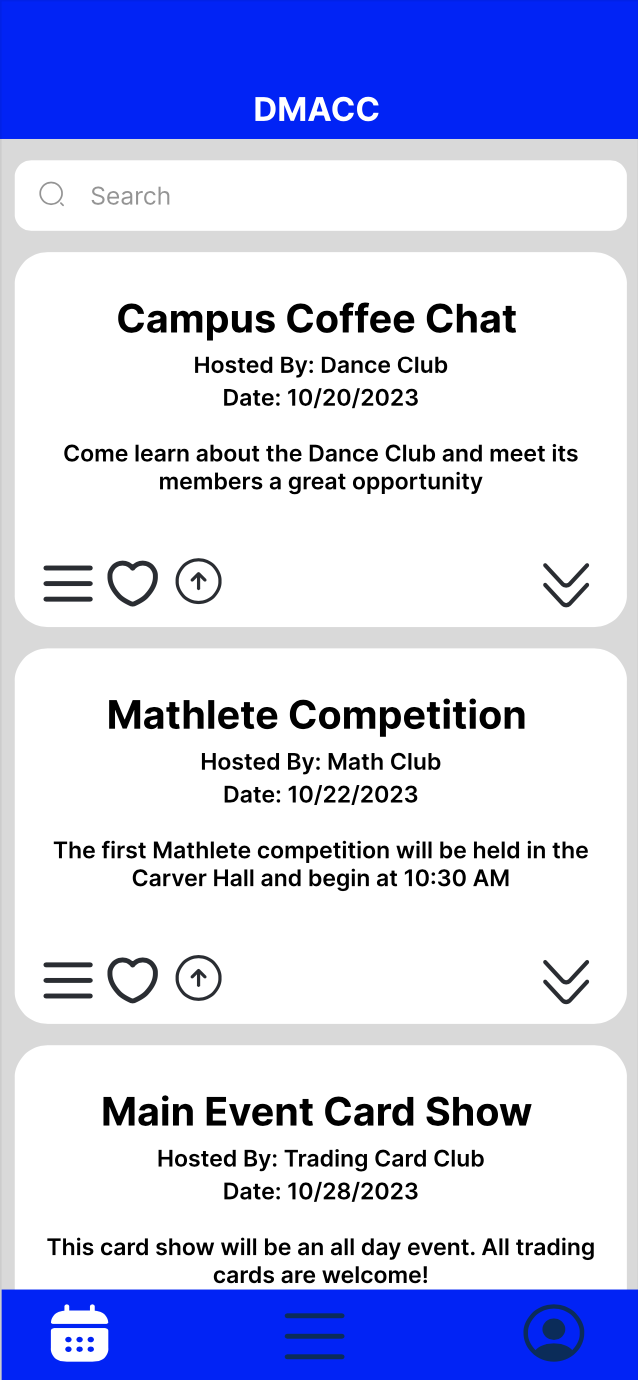 DMACC
Search
Campus Coffee Chat
Hosted By: Dance Club
Date: 10/20/2023
Come learn about the Dance Club and meet its
members a great opportunity
Mathlete Competition
Hosted By: Math Club
Date: 10/22/2023
The first Mathlete competition will be held in the
Carver Hall and begin at 10:30 AM
Main Event Card Show
Hosted By: Trading Card Club
Date: 10/28/2023
This card show will be an all day event. All trading
cards are welcome!